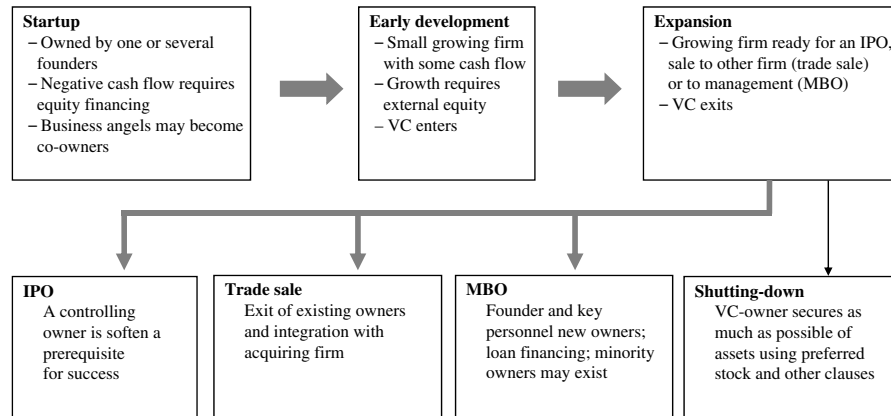 Startup
– Owned by one or several
founders
– Negative cash flow requires
equity financing
– Business angels may become
co-owners
Early development
– Small growing firm
with some cash flow
– Growth requires
external equity
– VC enters
Expansion
– Growing firm ready for an IPO,
sale to other firm (trade sale)
or to management (MBO)
– VC exits
IPO
A controlling
owner is soften a
prerequisite
for success
Trade sale
Exit of existing owners
and integration with
acquiring firm
MBO
Founder and key
personnel new owners;
loan financing; minority
owners may exist
Shutting-down
VC-owner secures as
much as possible of
assets using preferred
stock and other clauses